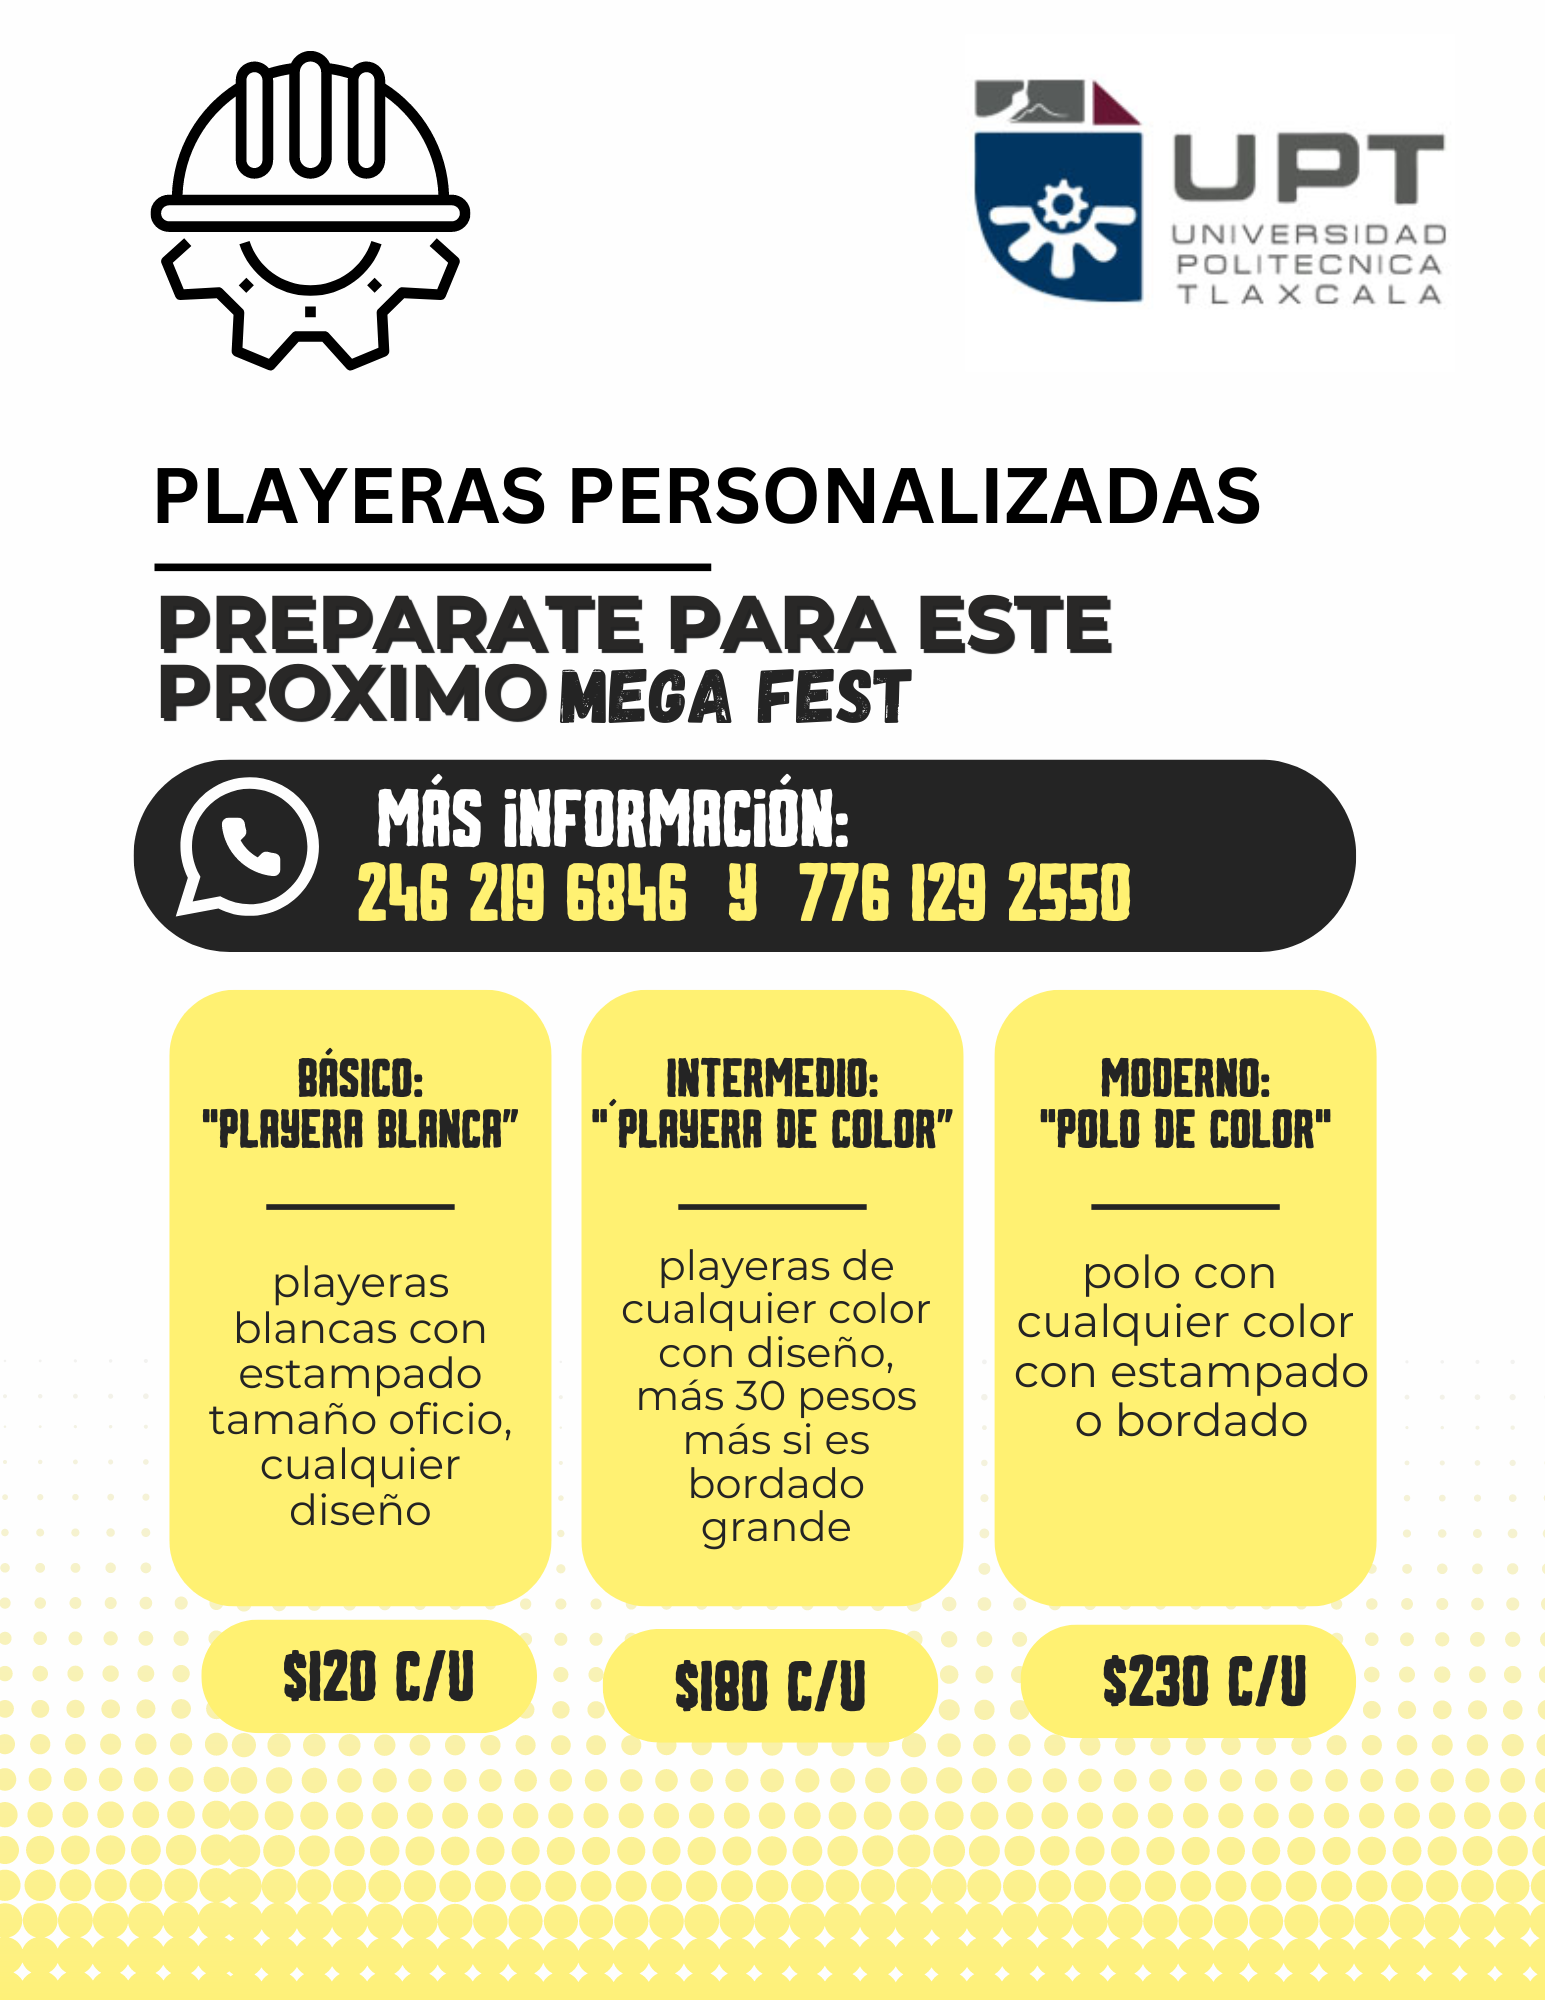 UPT
UNIVERSIDAD
POLITECNICA
TLAXCALA
PLAYERAS PERSONALIZADAS
PREPARATE PARA ESTE
PROXIMO MEGA FEST
MÁS INFORMACIÓN:
246 219 6846 Y 776 129 2550
BÁSICO:
"PLAYERA BLANCA”
playeras
blancas con
estampado
tamaño oficio,
cualquier
diseño
$120 C/U
INTERMEDIO:
"´PLAYERA DE COLOR”
playeras de
cualquier color
con diseño,
más 30 pesos
más si es
bordado
grande
$180 C/U
MODERNO:
"POLO DE COLOR"
polo con
cualquier color
con estampado
o bordado
$230 C/U